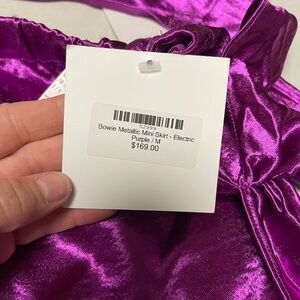 Bowie Metallic Mini Skirt - Electric
Purple / M
$169.00